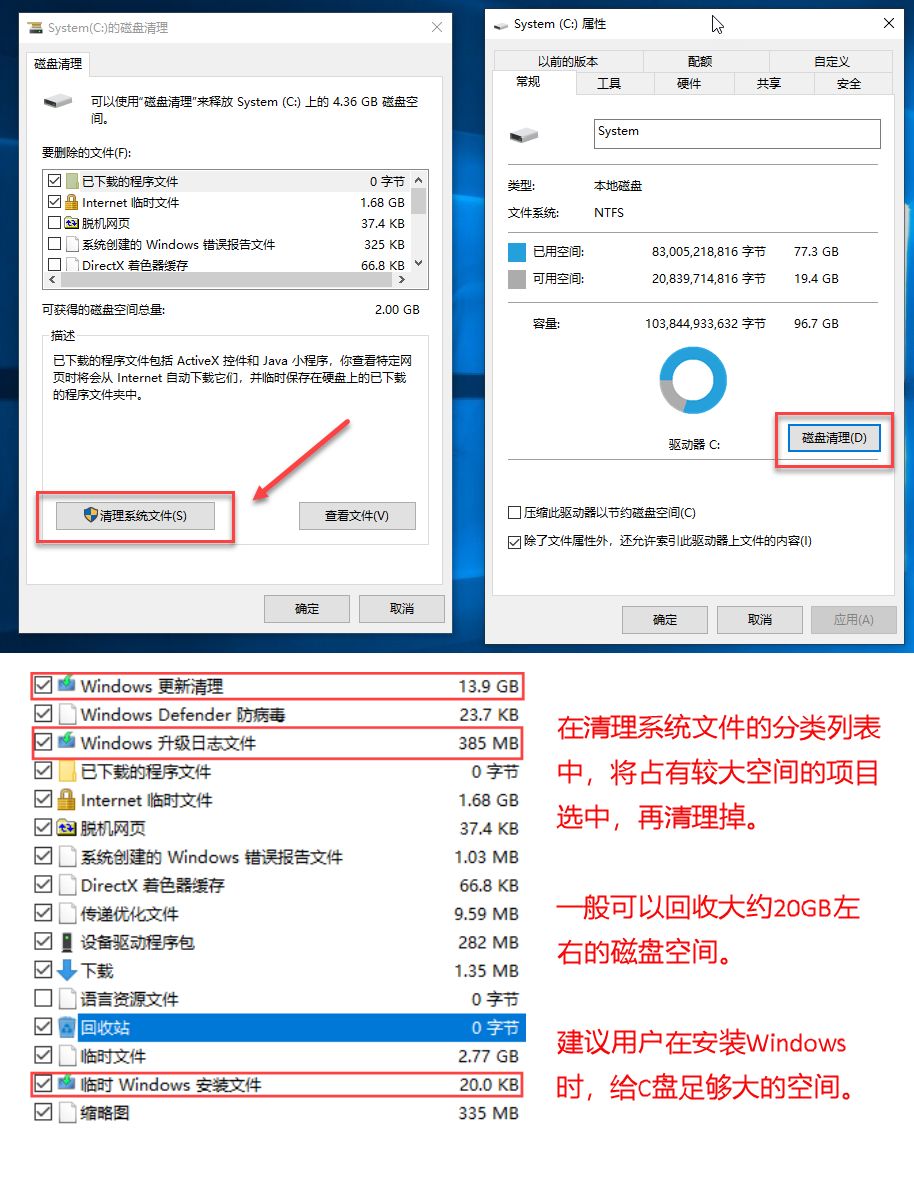 System(C:)的磁盘清理
磁盘清理
可以使用“磁盘清理”来释放 System (C:) 上的 4.36 GB 磁盘空
间。
要删除的文件(F):
已下载的程序文件 0 字节
Internet 临时文件 1.68 GB
脱机网页 37.4 KB
系统创建的 Windows 错误报告文件 325 KB
DirectX 着色器缓存 66.8 KB
可获得的磁盘空间总量: 2.00 GB
描述
已下载的程序文件包括 ActiveX 控件和 Java 小程序，你查看特定网
页时将会从 Internet 自动下载它们，并临时保存在硬盘上的已下载
的程序文件夹中。
清理系统文件(S) 查看文件(V)
确定 取消
System (C:) 属性
以前的版本 配额 自定义
常规 工具 硬件 共享 安全
System
类型: 本地磁盘
文件系统: NTFS
已用空间: 83,005,218,816 字节 77.3 GB
可用空间: 20,839,714,816 字节 19.4 GB
容量: 103,844,933,632 字节 96.7 GB
驱动器 C: 磁盘清理(D)
压缩此驱动器以节约磁盘空间(C)
除了文件属性外，还允许索引此驱动器上文件的内容(I)
确定 取消 应用(A)
Windows 更新清理 13.9 GB
Windows Defender 防病毒 23.7 KB
Windows 升级日志文件 385 MB
已下载的程序文件 0 字节
Internet 临时文件 1.68 GB
脱机网页 37.4 KB
系统创建的 Windows 错误报告文件 1.03 MB
DirectX 着色器缓存 66.8 KB
传递优化文件 9.59 MB
设备驱动程序包 282 MB
下载 1.35 MB
语言资源文件 0 字节
回收站 0 字节
临时文件 2.77 GB
临时 Windows 安装文件 20.0 KB
缩略图 335 MB
在清理系统文件的分类列表
中，将占有较大空间的项目
选中，再清理掉。
一般可以回收大约20GB左
右的磁盘空间。
建议用户在安装Windows
时，给C盘足够大的空间。